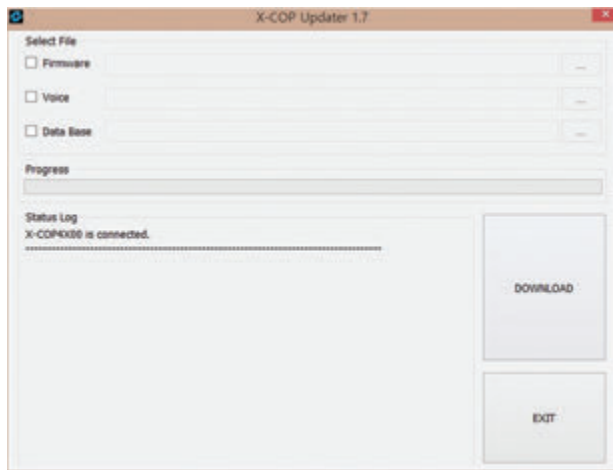 X-COP Updater 1.7
Select File
Firmware
...
Voice
...
Data Base
...
Progress
Status Log
X-COP4X00 is connected.
--------------------------------------------------------------------------------
DOWNLOAD
EXIT